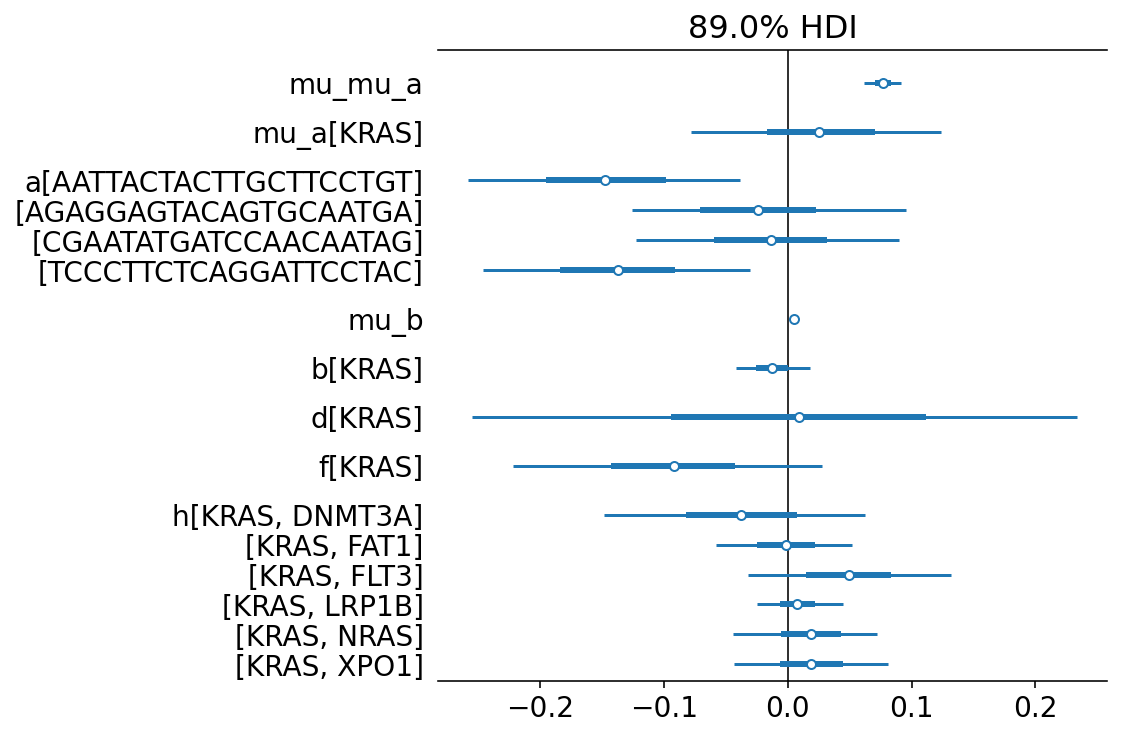 89.0% HDI
mu_mu_a
mu_a[KRAS]
a[AATTACTACTTGCTTCCTGT]
[AGAGGAGTACAGTGCAATGA]
[CGAATATGATCCAACAATAG]
[TCCCTTCTCAGGATTCCTAC]
mu_b
b[KRAS]
d[KRAS]
f[KRAS]
h[KRAS, DNMT3A]
[KRAS, FAT1]
[KRAS, FLT3]
[KRAS, LRP1B]
[KRAS, NRAS]
[KRAS, XPO1]
−0.2 −0.1 0.0 0.1 0.2